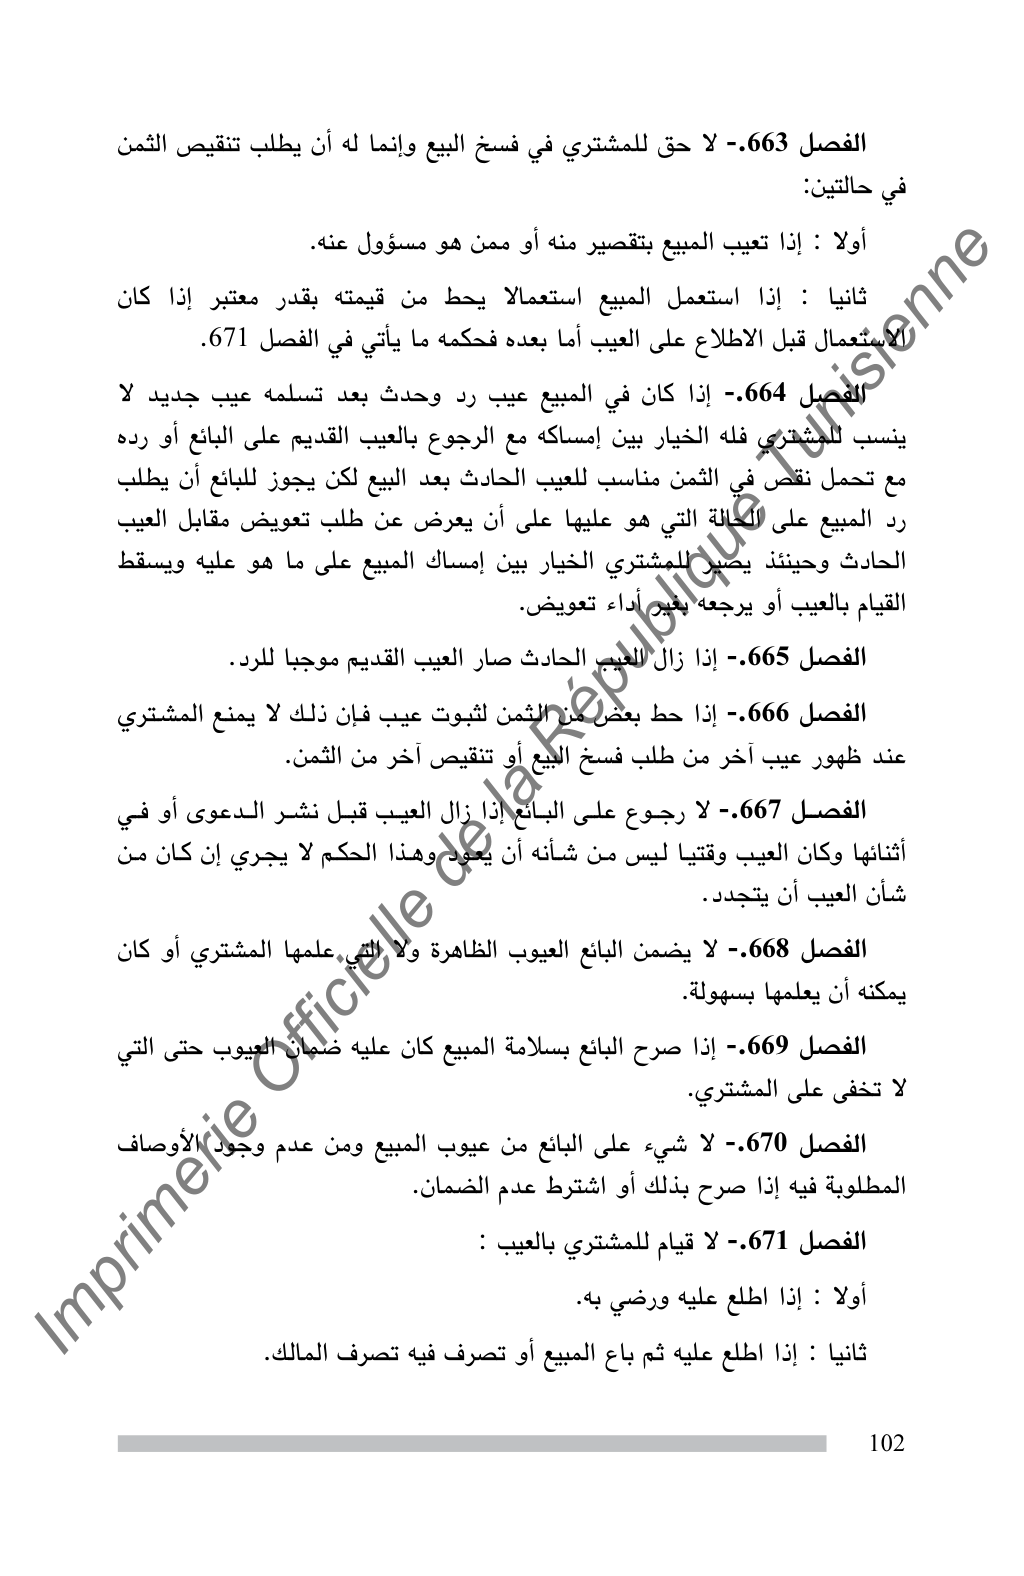 الفصل 663.- لا حق للمشتري في فسخ البيع وإنما له أن يطلب تنقيص الثمن
في حالتين:
أولا : إذا تعيب المبيع بتقصير منه أو ممن هو مسؤول عنه.
ثانيا : إذا استعمل المبيع استعمالا يحط من قيمته بقدر معتبر إذا كان
الاستعمال قبل الاطلاع على العيب أما بعده فحكمه ما يأتي في الفصل 671.
الفصل 664.- إذا كان في المبيع عيب رد وحدث بعد تسلمه عيب جديد لا
ينسب للمشتري فله الخيار بين إمساكه مع الرجوع بالعيب القديم على البائع أو رده
مع تحمل نقص في الثمن مناسب للعيب الحادث بعد البيع لكن يجوز للبائع أن يطلب
رد المبيع على الحالة التي هو عليها على أن يعرض عن طلب تعويض مقابل العيب
الحادث وحينئذ يصير للمشتري الخيار بين إمساك المبيع على ما هو عليه ويسقط
القيام بالعيب أو يرجعه بغير أداء تعويض.
الفصل 665.- إذا زال العيب الحادث صار العيب القديم موجبا للرد.
الفصل 666.- إذا حط بعض من الثمن لثبوت عيب فإن ذلك لا يمنع المشتري
عند ظهور عيب آخر من طلب فسخ البيع أو تنقيص آخر من الثمن.
الفصل 667.- لا رجوع على البائع إذا زال العيب قبل نشر الدعوى أو في
أثنائها وكان العيب وقتيا ليس من شأنه أن يعود وهذا الحكم لا يجري إن كان من
شأن العيب أن يتجدد.
الفصل 668.- لا يضمن البائع العيوب الظاهرة ولا التي علمها المشتري أو كان
يمكنه أن يعلمها بسهولة.
الفصل 669.- إذا صرح البائع بسلامة المبيع كان عليه ضمان العيوب حتى التي
لا تخفى على المشتري.
الفصل 670.- لا شيء على البائع من عيوب المبيع ومن عدم وجود الأوصاف
المطلوبة فيه إذا صرح بذلك أو اشترط عدم الضمان.
الفصل 671.- لا قيام للمشتري بالعيب :
أولا : إذا اطلع عليه ورضي به.
ثانيا : إذا اطلع عليه ثم باع المبيع أو تصرف فيه تصرف المالك.
102
Imprimerie Officielle de la République Tunisienne